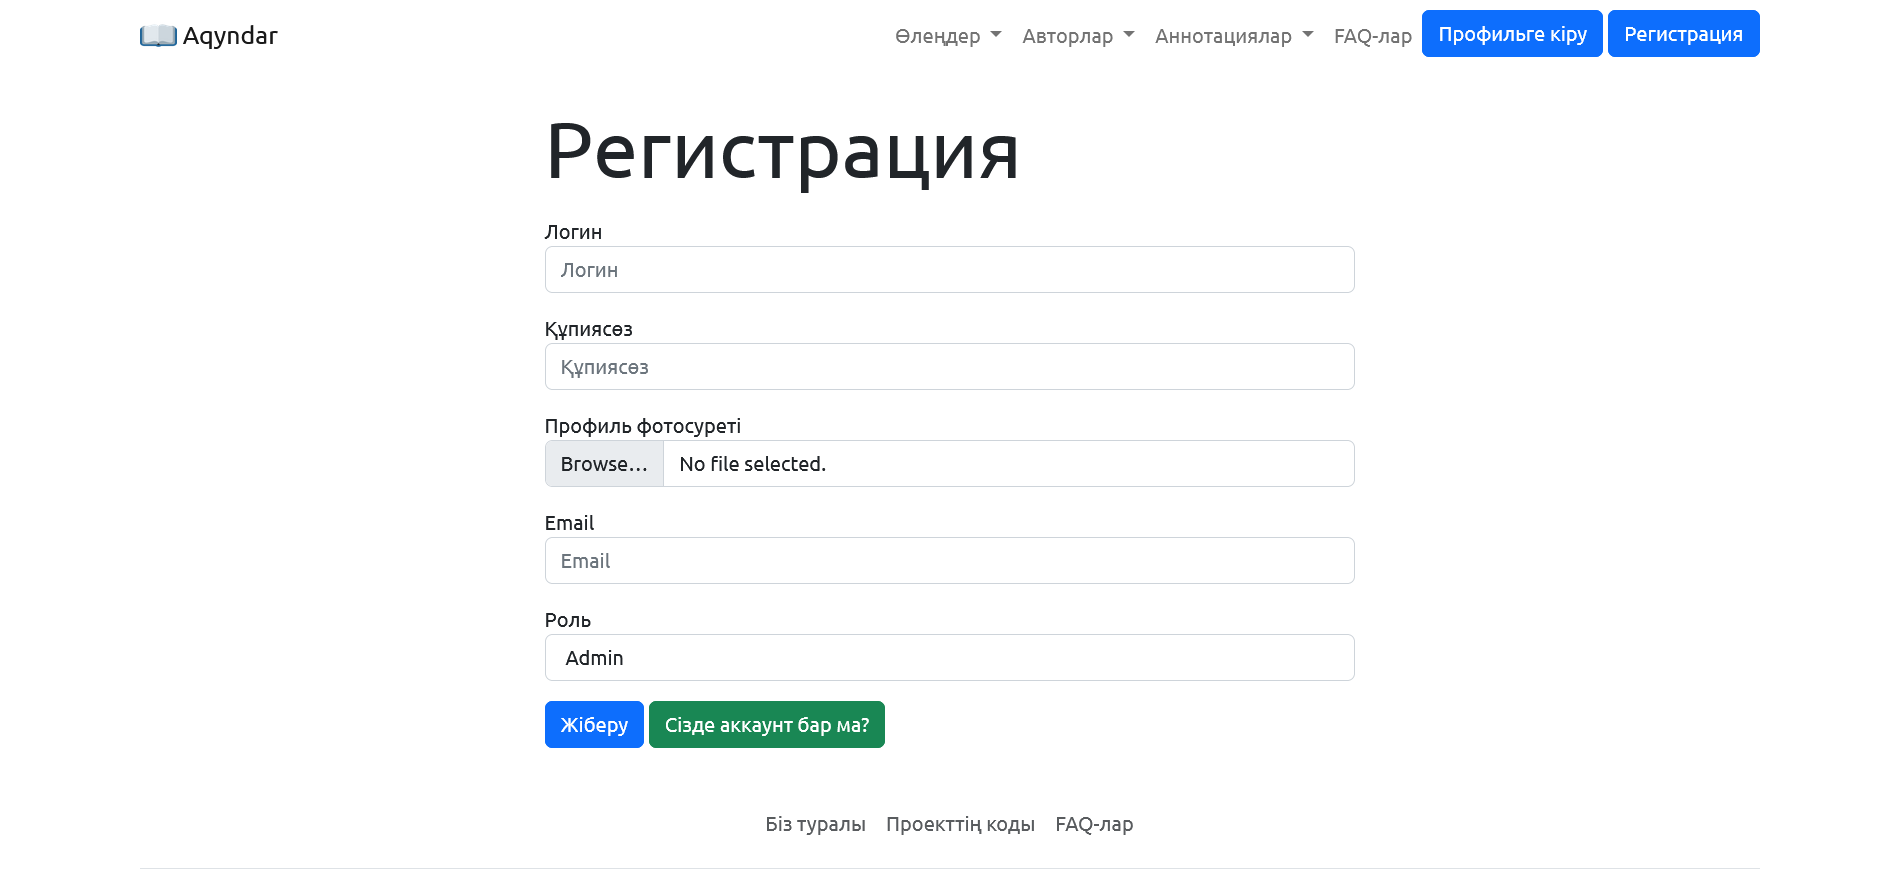 Aqyndar
Өлеңдер Авторлар Аннотациялар FAQ-лар Профильге кіру Регистрация
Регистрация
Логин
Логин
Құпиясөз
Құпиясөз
Профиль фотосуреті
Browse… No file selected.
Email
Email
Роль
Admin
Жіберу Сізде аккаунт бар ма?
Біз туралы Проекттің коды FAQ-лар